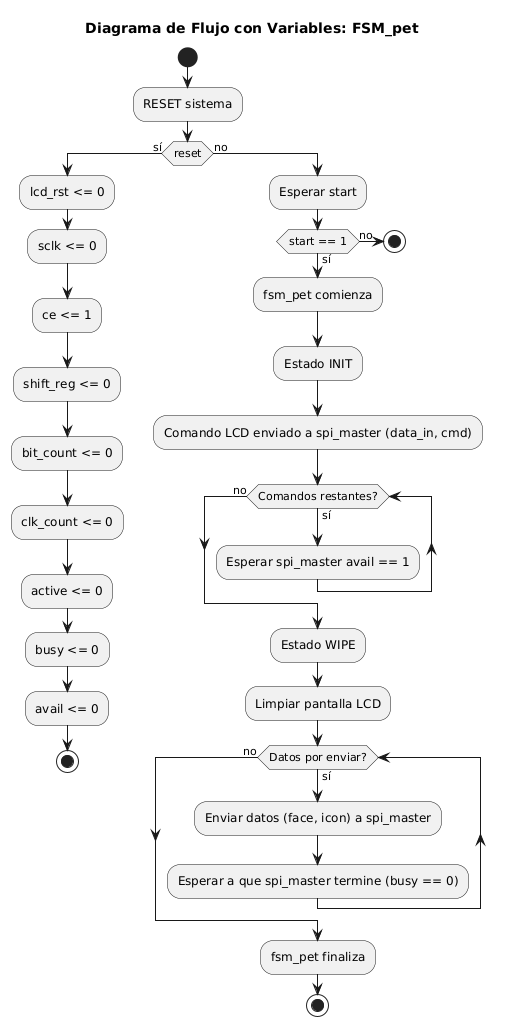 Diagrama de Flujo con Variables: FSM_pet
RESET sistema
reset
sí
no
lcd_rst <= 0
sclk <= 0
ce <= 1
shift_reg <= 0
bit_count <= 0
clk_count <= 0
active <= 0
busy <= 0
avail <= 0
Esperar start
start == 1
no
sí
fsm_pet comienza
Estado INIT
Comando LCD enviado a spi_master (data_in, cmd)
no
Comandos restantes?
sí
Esperar spi_master avail == 1
Estado WIPE
Limpiar pantalla LCD
no
Datos por enviar?
sí
Enviar datos (face, icon) a spi_master
Esperar a que spi_master termine (busy == 0)
fsm_pet finaliza